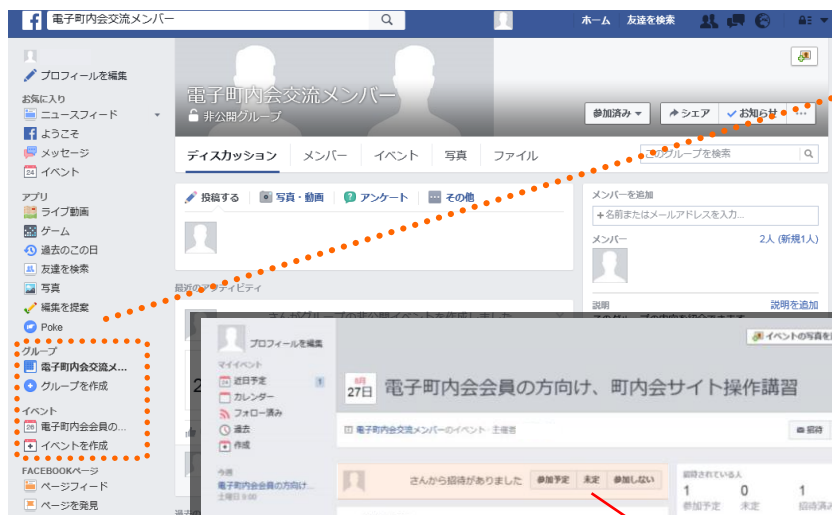 電子町内会交流メンバー
ホーム 友達を検索
プロフィールを編集
お気に入り
ニュースフィード
ようこそ
メッセージ
イベント
アプリ
ライブ動画
ゲーム
過去のこの日
友達を検索
写真
編集を提案
Poke
グループ
電子町内会交流メ...
グループを作成
イベント
電子町内会会員の...
イベントを作成
FACEBOOKページ
ページフィード
ページを発見
電子町内会交流メンバー
非公開グループ
参加済み シェア お知らせ ...
ディスカッション メンバー イベント 写真 ファイル
このグループを検索
投稿する 写真・動画 アンケート その他
メンバーを追加
+名前またはメールアドレスを入力...
メンバー 2人 (新規1人)
説明 説明を追加
最近のアクティビティ
さんがグループの非公開イベントを作成しました
プロフィールを編集
マイイベント
近日予定 1
カレンダー
フォロー済み
過去
作成
今週
電子町内会会員の方向け...
土曜日 9:00
イベントの写真を
27日 電子町内会会員の方向け、町内会サイト操作講習
電子町内会交流メンバーのイベント・主催者
招待
さんから招待がありました 参加予定 未定 参加しない
招待されている人
1 0 1
参加予定 未定 招待済み